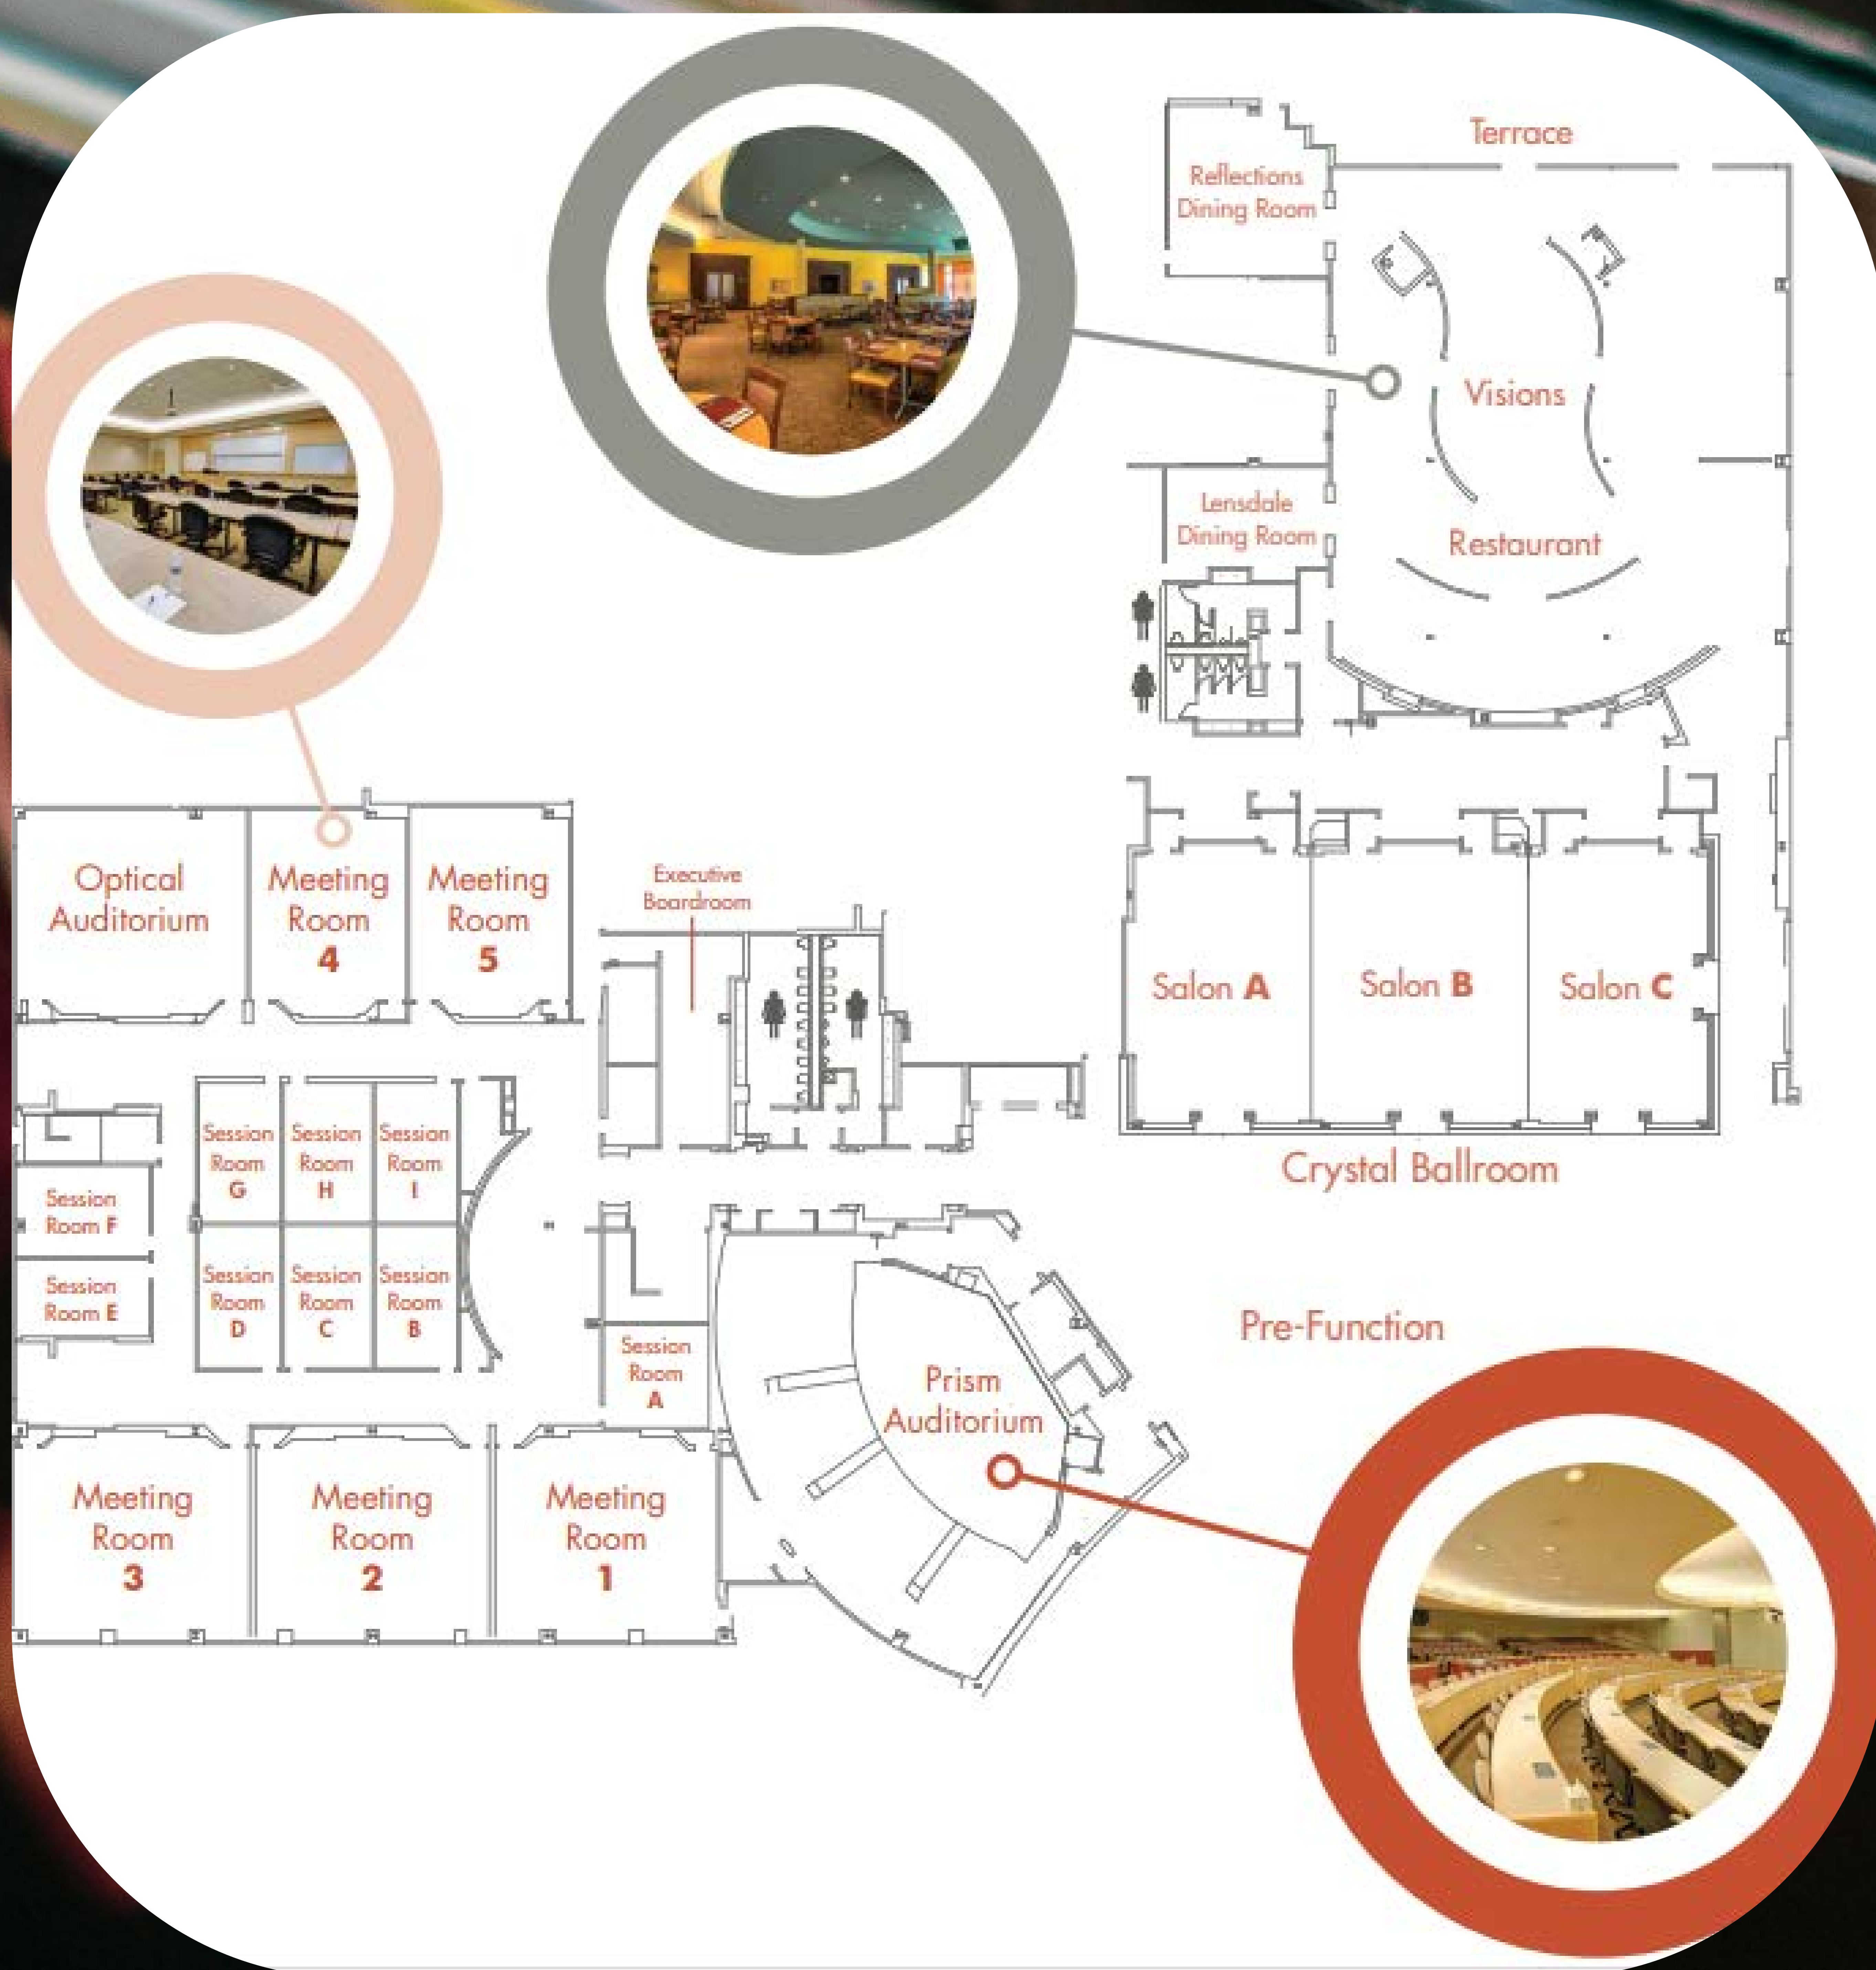 Terrace
Reflections
Dining Room
Visions
Lensdale
Dining Room
Restaurant
Optical
Auditorium
Meeting
Room
4
Meeting
Room
5
Executive
Boardroom
Salon A
Salon B
Salon C
Crystal Ballroom
Session
Room
G
Session
Room
H
Session
Room
I
Session
Room F
Session
Room E
Session
Room
D
Session
Room
C
Session
Room
B
Session
Room
A
Prism
Auditorium
Pre-Function
Meeting
Room
3
Meeting
Room
2
Meeting
Room
1